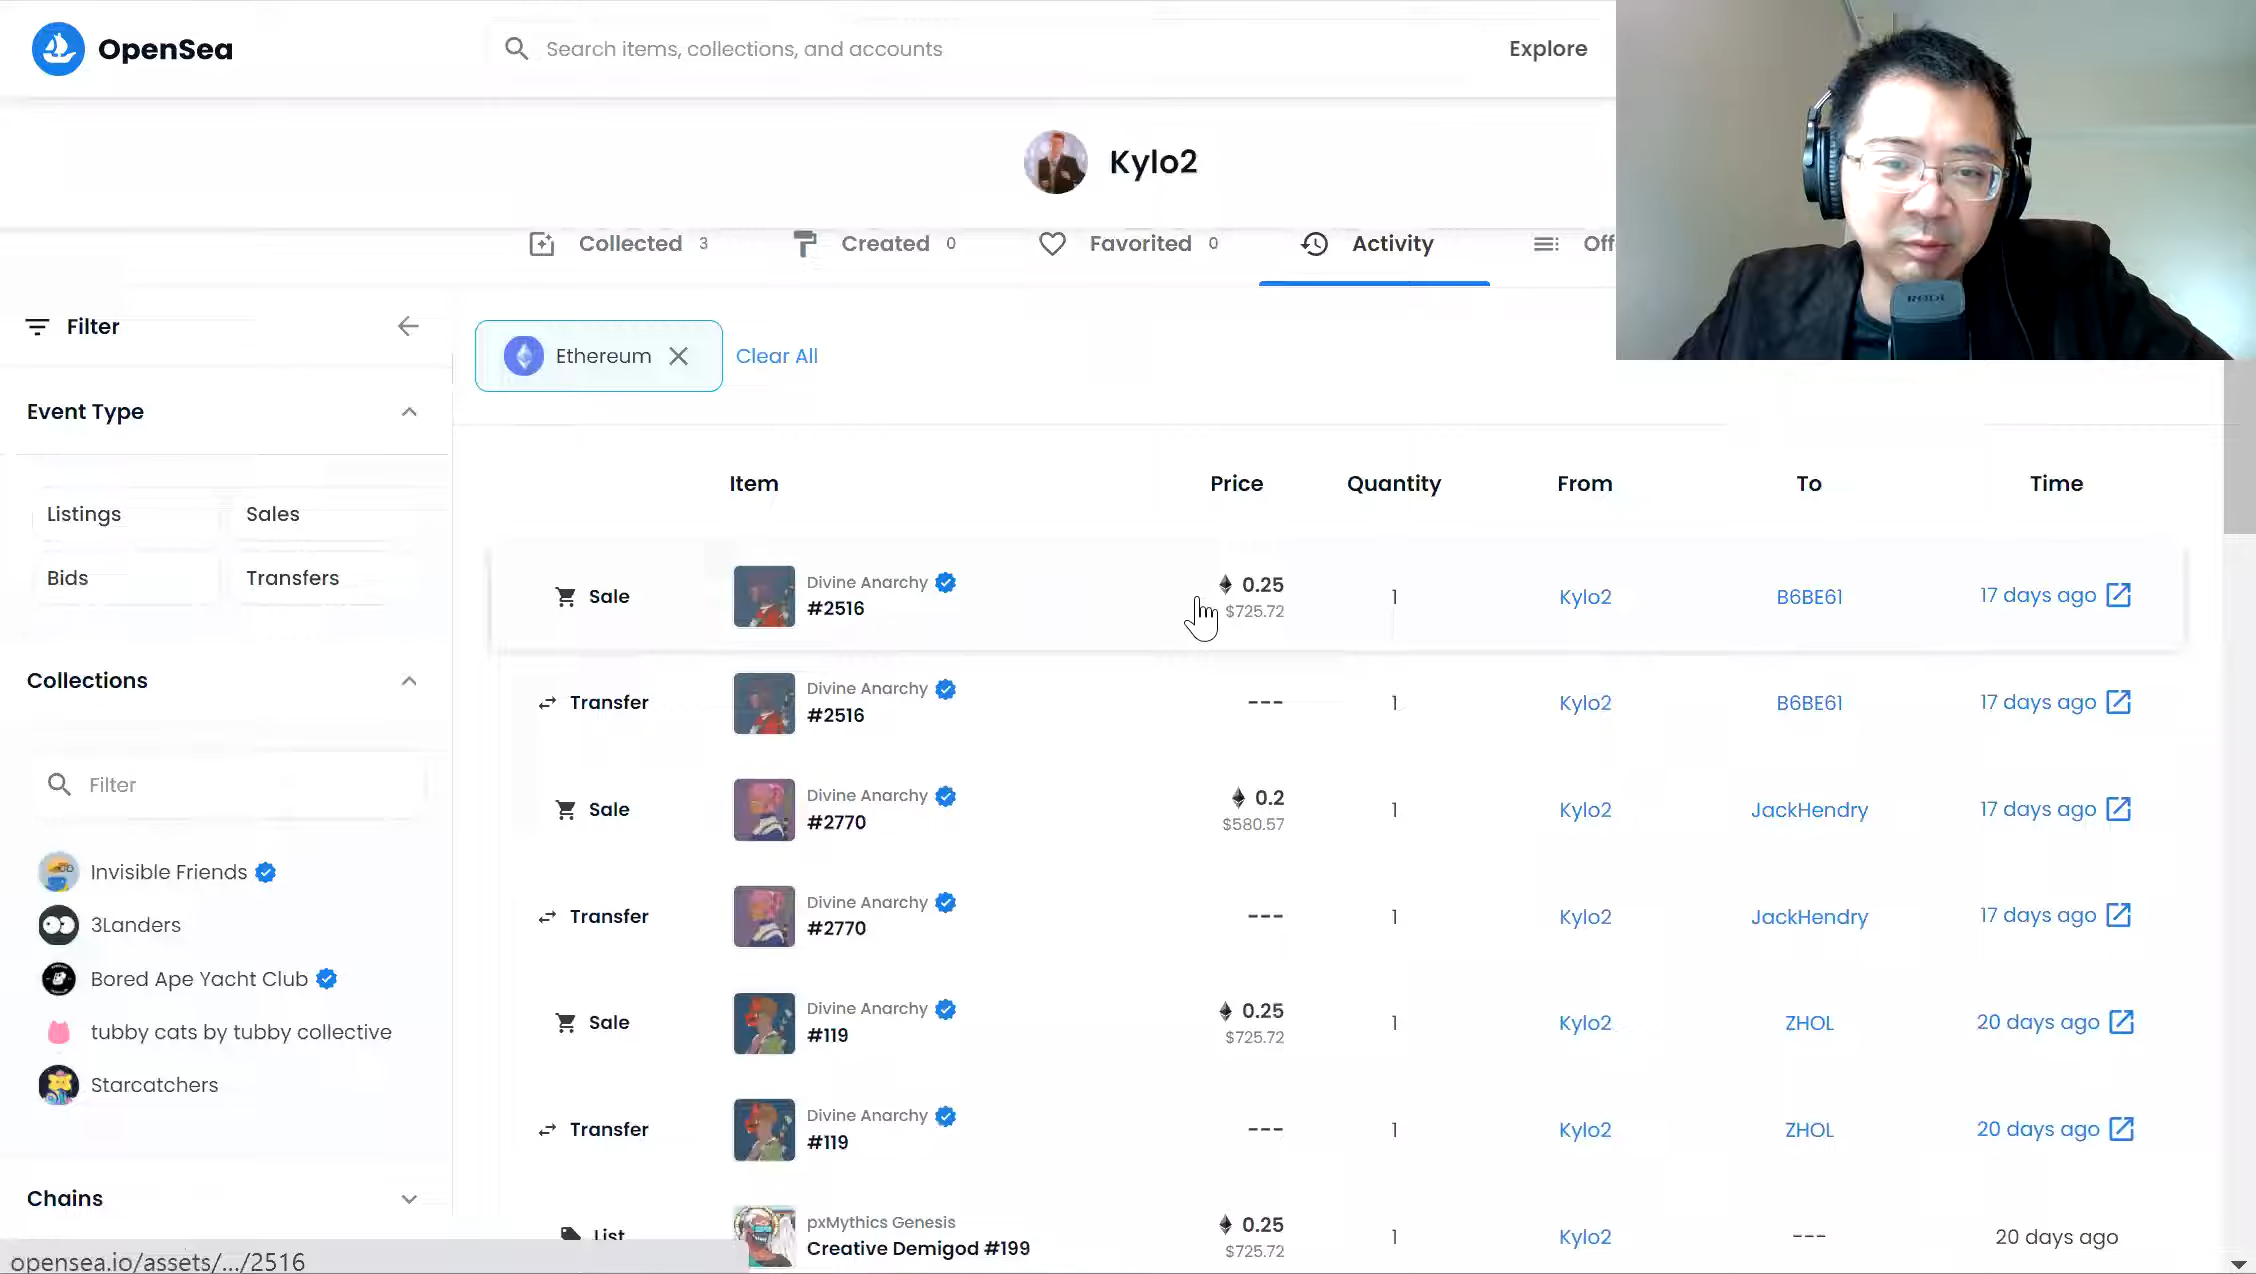 OpenSea
Search items, collections, and accounts
Explore
Kylo2
Collected 3
Created 0
Favorited 0
Activity
Off
Filter
Ethereum
Clear All
Event Type
Listings
Sales
Bids
Transfers
Collections
Filter
Invisible Friends
3Landers
Bored Ape Yacht Club
tubby cats by tubby collective
Starcatchers
Chains
Item Price Quantity From To Time
Sale Divine Anarchy #2516 0.25 $725.72 1 Kylo2 B6BE61 17 days ago
Transfer Divine Anarchy #2516 --- 1 Kylo2 B6BE61 17 days ago
Sale Divine Anarchy #2770 0.2 $580.57 1 Kylo2 JackHendry 17 days ago
Transfer Divine Anarchy #2770 --- 1 Kylo2 JackHendry 17 days ago
Sale Divine Anarchy #119 0.25 $725.72 1 Kylo2 ZHOL 20 days ago
Transfer Divine Anarchy #119 --- 1 Kylo2 ZHOL 20 days ago
List pxMythics Genesis Creative Demigod #199 0.25 $725.72 1 Kylo2 --- 20 days ago
opensea.io/assets/.../2516
RODE